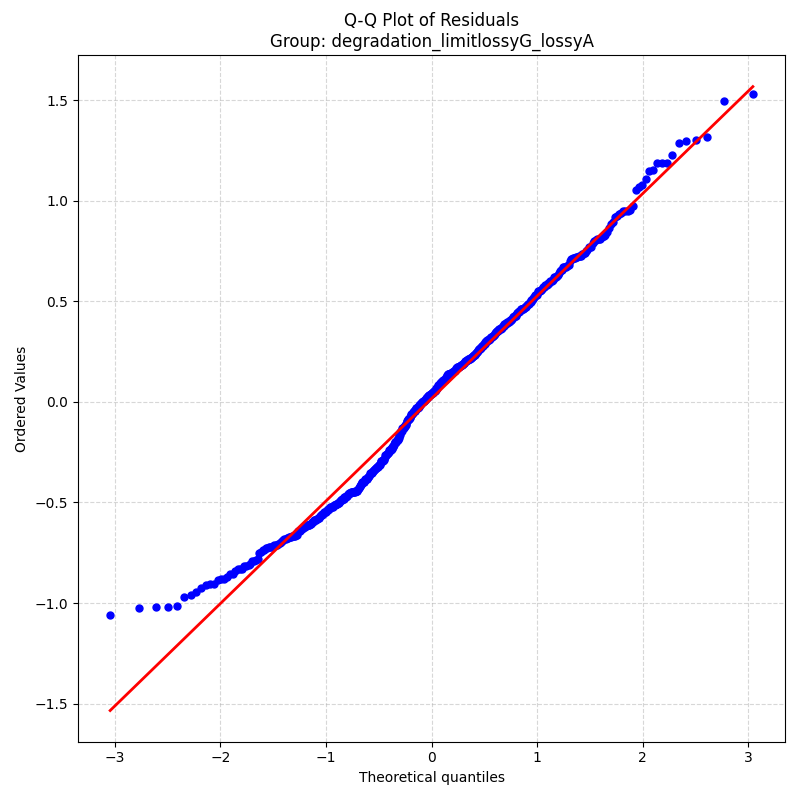 Q-Q Plot of Residuals
Group: degradation_limitlossyG_lossyA
Ordered Values
1.5
1.0
0.5
0.0
−0.5
−1.0
−1.5
−3 −2 −1 0 1 2 3
Theoretical quantiles